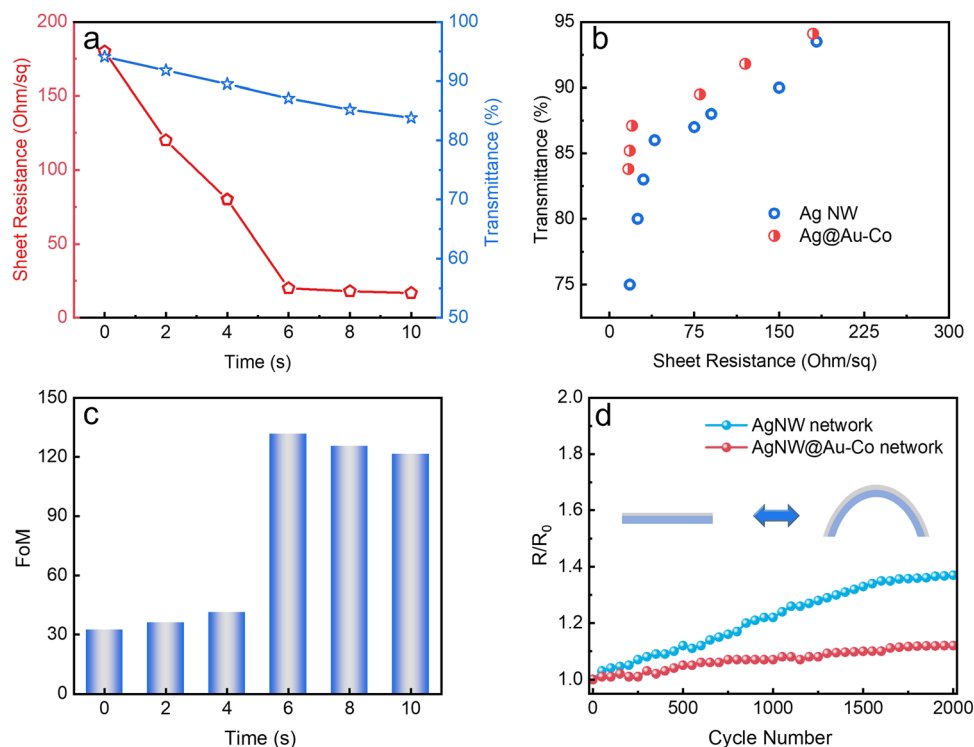 a
Sheet Resistance (Ohm/sq)
200
150
100
50
0
Transmittance (%)
100
90
80
70
60
50
0 2 4 6 8 10
Time (s)
b
Transmittance (%)
90
85
80
75
Ag NW
Ag@Au-Co
0 75 150 225 300
Sheet Resistance (Ohm/sq)
c
FoM
150
120
90
60
30
0
0 2 4 6 8 10
Time (s)
d
R/R0
2.0
1.8
1.6
1.4
1.2
1.0
AgNW network
AgNW@Au-Co network
0 500 1000 1500 2000
Cycle Number